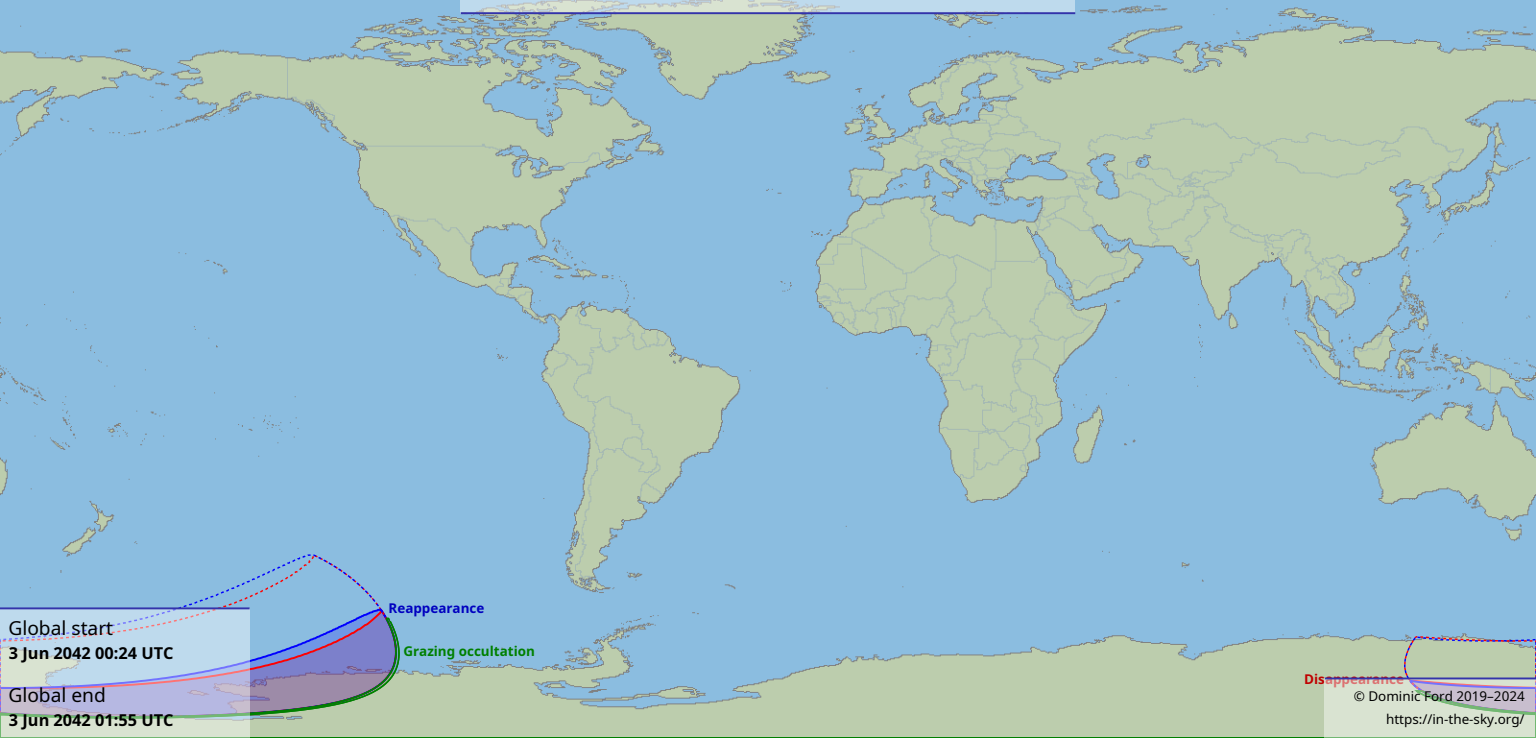 Reappearance
Global start
3 Jun 2042 00:24 UTC
Grazing occultation
Disappearance
Global end
3 Jun 2042 01:55 UTC
© Dominic Ford 2019–2024
https://in-the-sky.org/